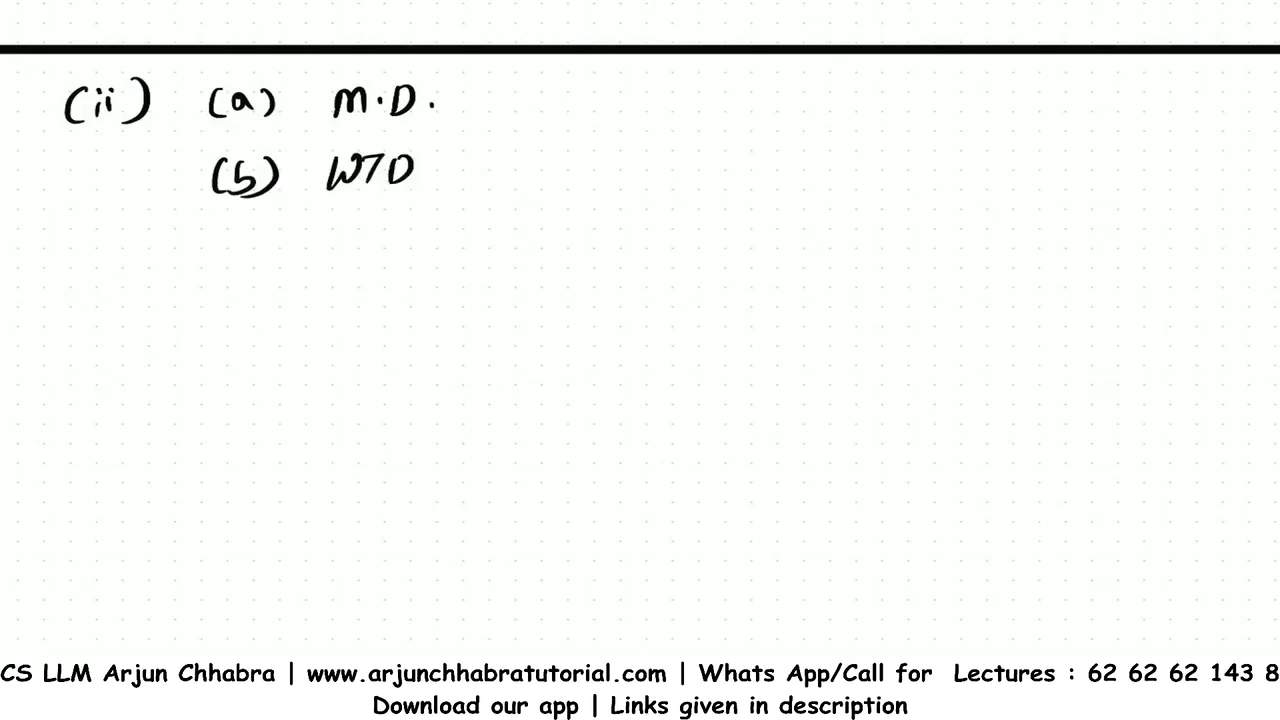 (ii) (a) M.D.
(b) WTD
CS LLM Arjun Chhabra | www.arjunchhabratutorial.com | Whats App/Call for Lectures : 62 62 62 143 8
Download our app | Links given in description